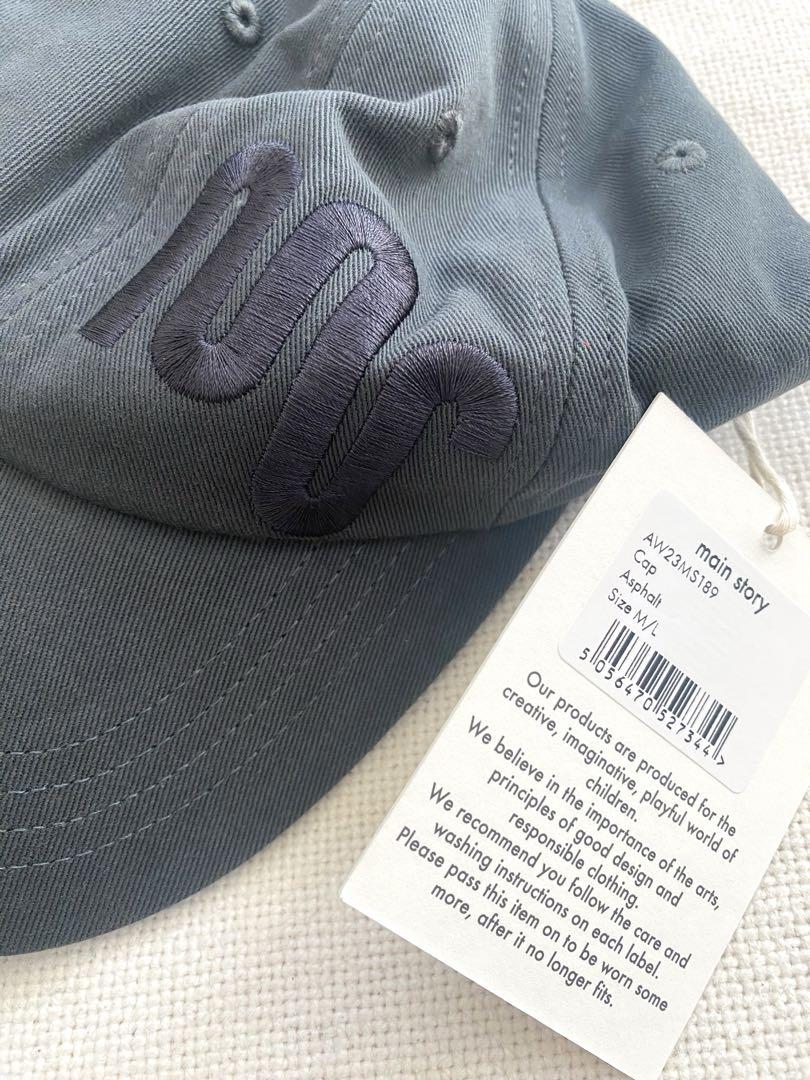 main story
AW23MS189
Cap
Asphalt
Size M/L
5 056470 527344 >
Our products are produced for the
creative, imaginative, playful world of
children.
We believe in the importance of the arts,
principles of good design and
responsible clothing.
We recommend you follow the care and
washing instructions on each label.
Please pass this item on to be worn some
more, after it no longer fits.